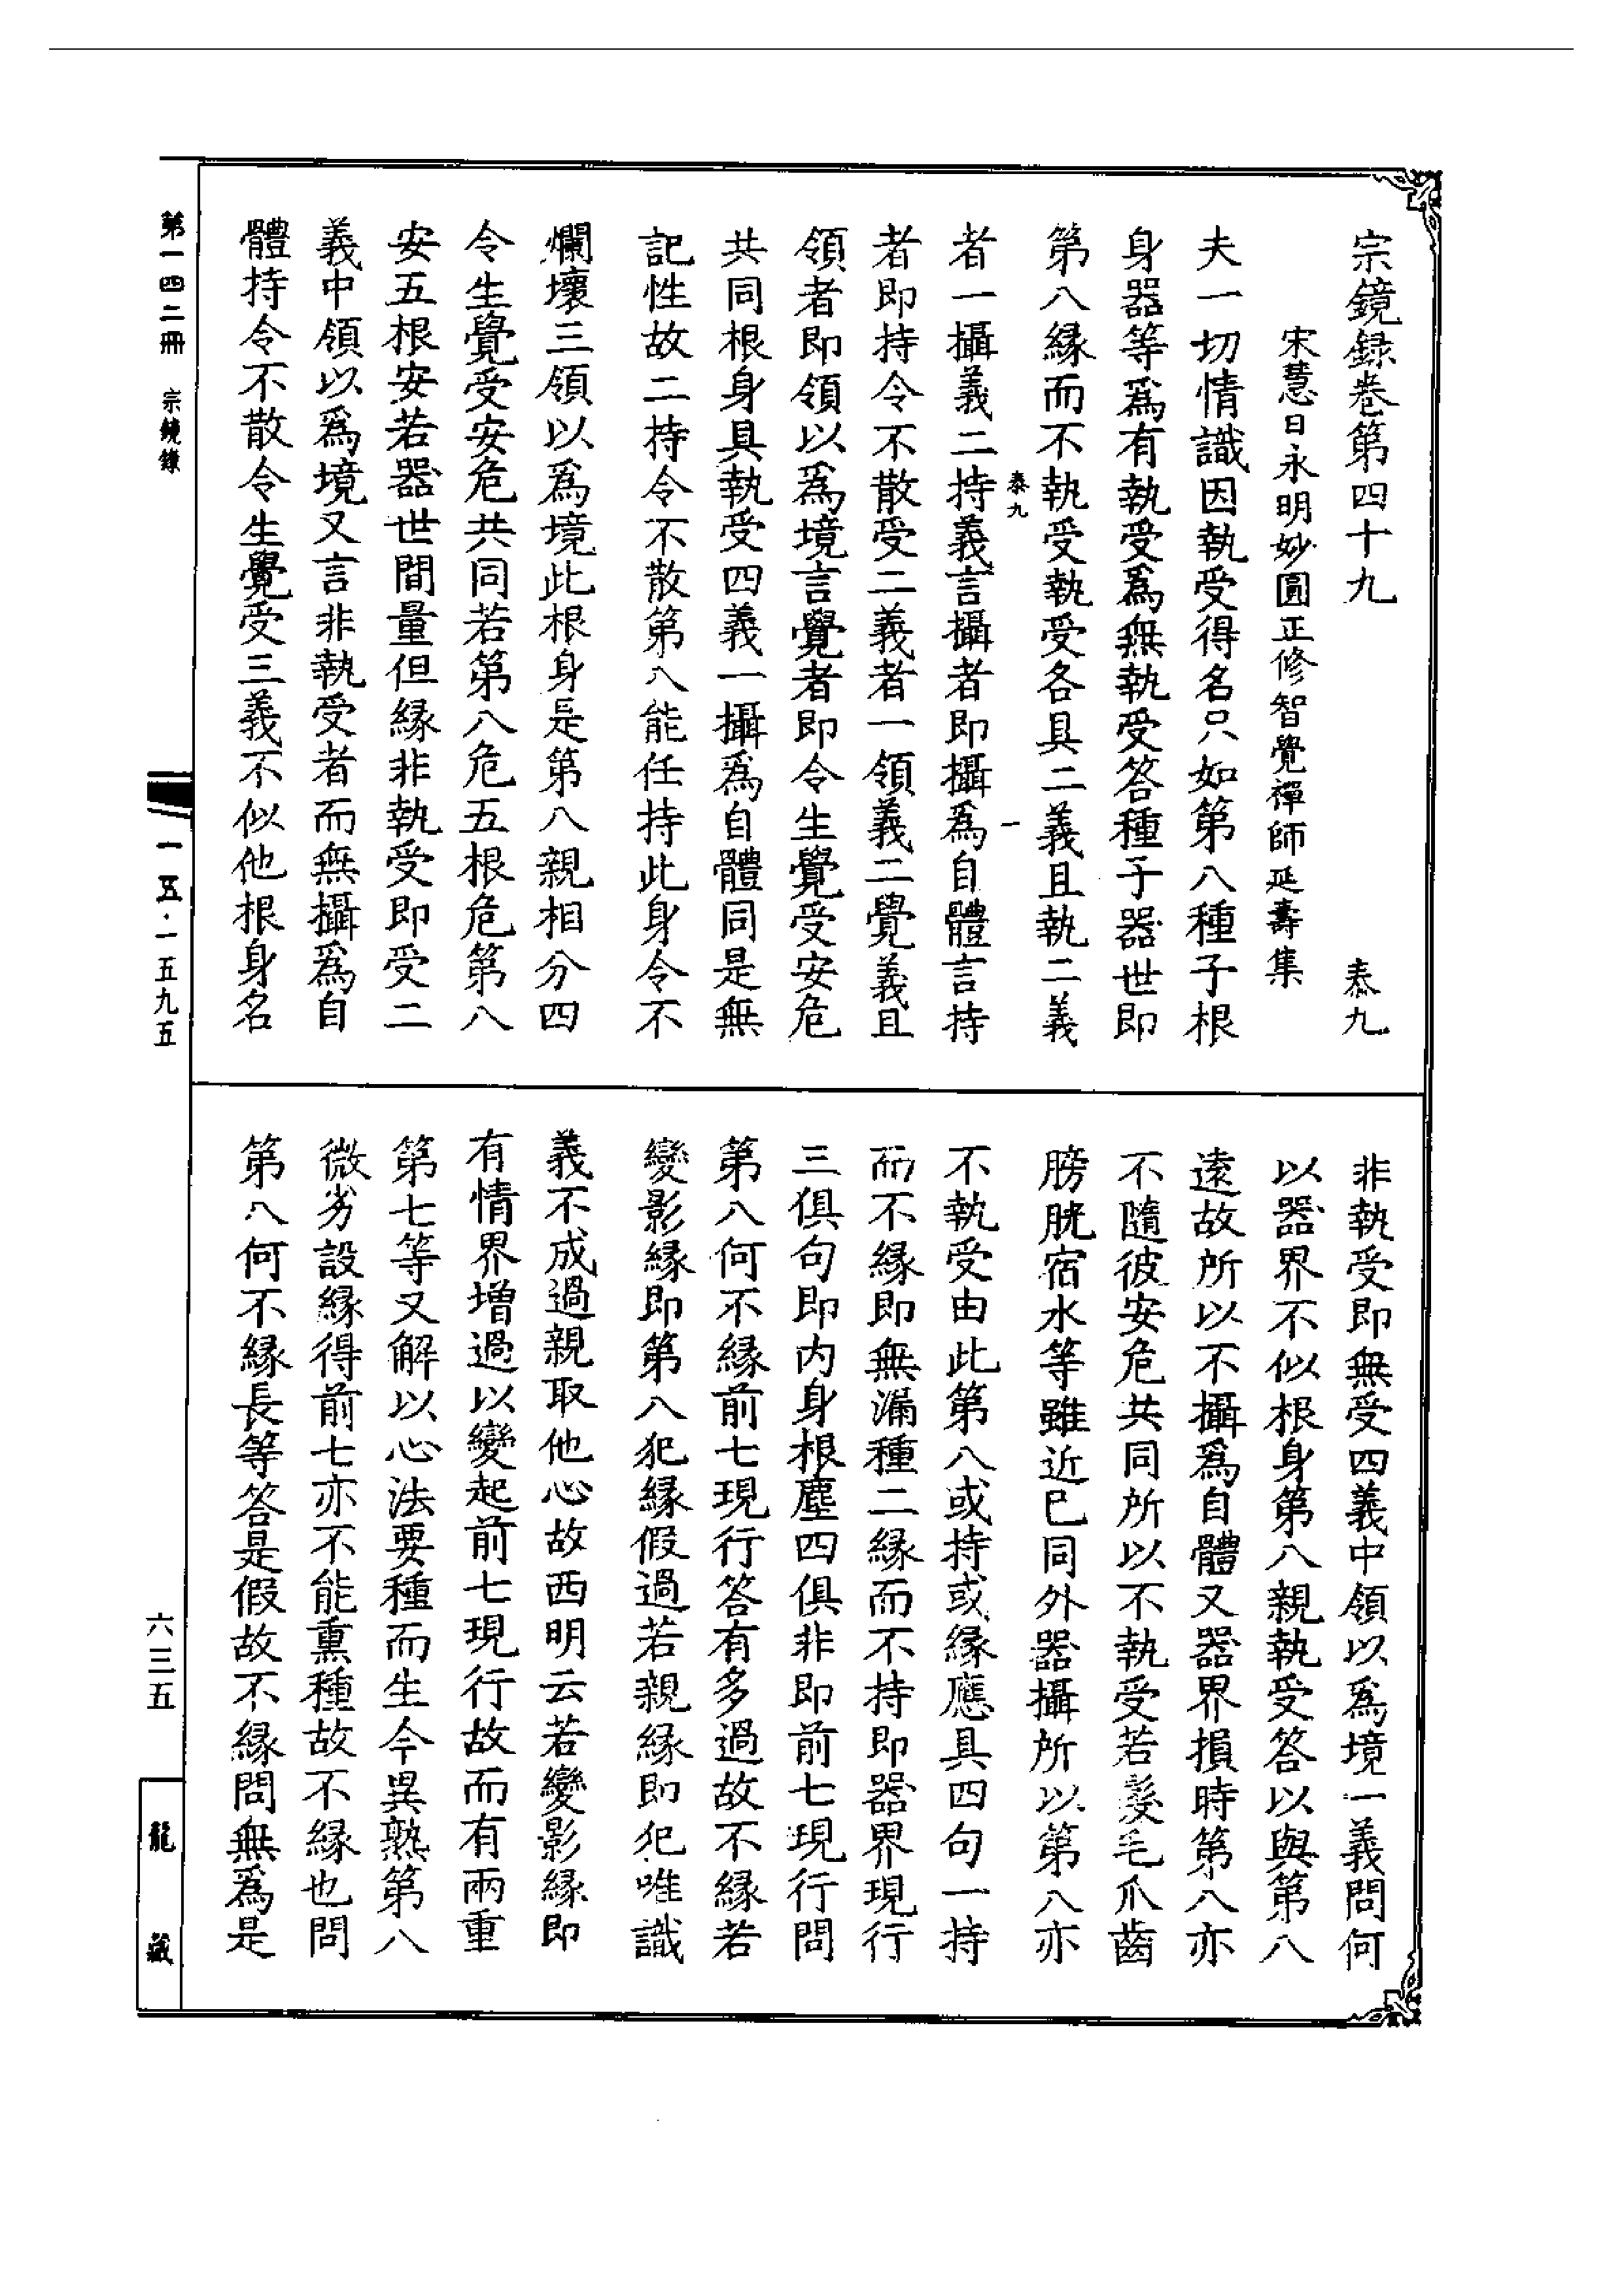 宗鏡録卷第四十九 泰九
宋慧日永明妙圓正修智覺禪師延壽集
夫一切情識因執受得名只如第八種子根
身器等爲有執受爲無執受答種子器世即
第八緣而不執受執受各具二義且執二義
泰九 一
者一攝義二持義言攝者即攝爲自體言持
者即持令不散受二義者一領義二覺義且
領者即領以爲境言覺者即令生覺受安危
共同根身具執受四義一攝爲自體同是無
記性故二持令不散第八能任持此身令不
爛壞三領以爲境此根身是第八親相分四
令生覺受安危共同若第八危五根危第八
安五根安若器世間量但緣非執受即受二
義中領以爲境又言非執受者而無攝爲自
體持令不散令生覺受三義不似他根身名
非執受即無受四義中領以爲境一義問何
以器界不似根身第八親執受答以與第八
遠故所以不攝爲自體又器界損時第八亦
不隨彼安危共同所以不執受若髮毛爪齒
膀胱宿水等雖近已同外器攝所以第八亦
不執受由此第八或持或緣應具四句一持
而不緣即無漏種二緣而不持即器界現行
三俱句即内身根塵四俱非即前七現行問
第八何不緣前七現行答有多過故不緣若
變影緣即第八犯緣假過若親緣即犯唯識
義不成過親取他心故西明云若變影緣即
有情界增過以變起前七現行故而有兩重
第七等又解以心法要種而生今異熟第八
微劣設緣得前七亦不能熏種故不緣也問
第八何不緣長等答是假故不緣問無爲是
第一四二冊 宗鏡錄
一五·一五九五
六三五
龍藏